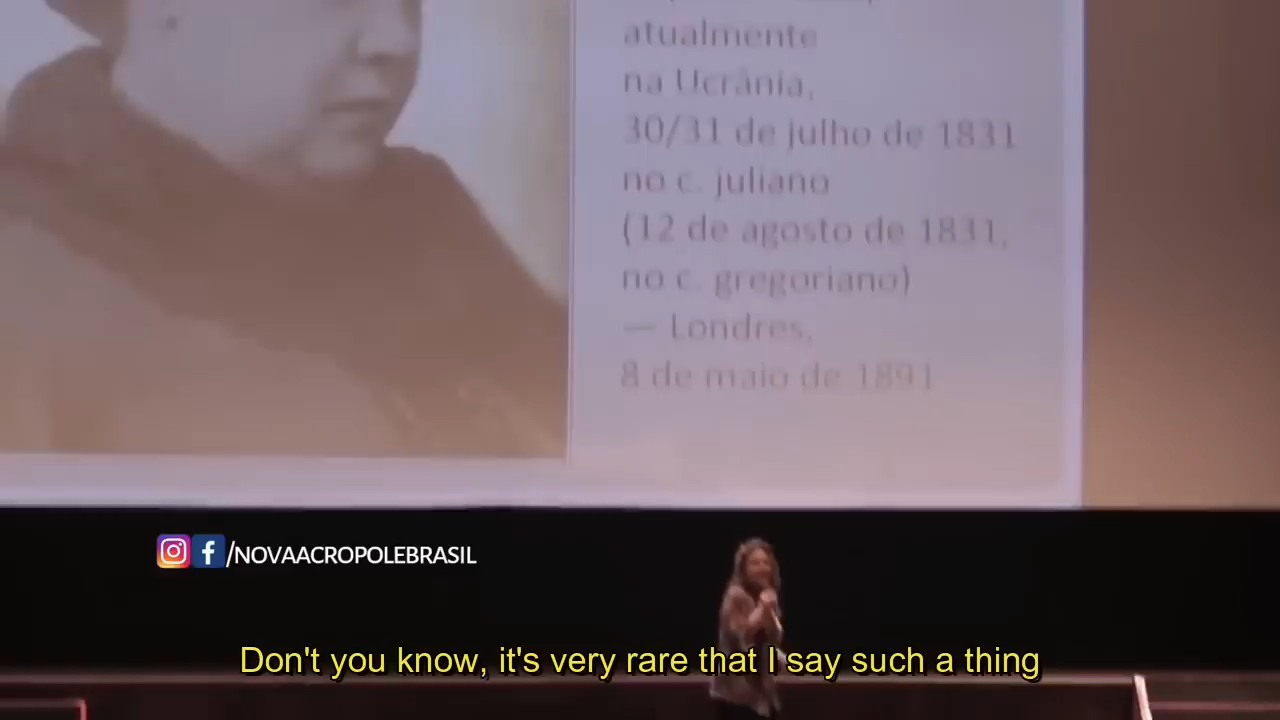 atualmente
na Ucrânia,
30/31 de julho de 1831
no c. juliano
(12 de agosto de 1831,
no c. gregoriano)
— Londres,
8 de maio de 1891
/NOVAACROPOLEBRASIL
Don't you know, it's very rare that I say such a thing